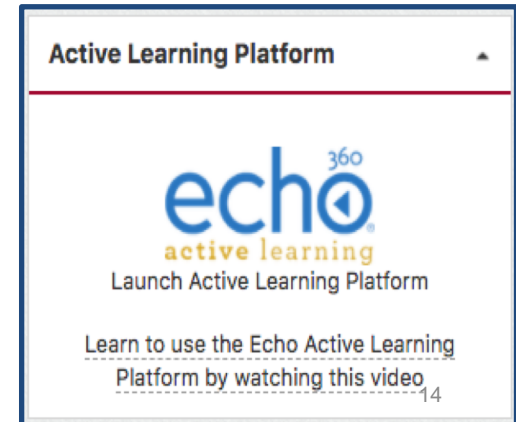 Active Learning Platform
360
echo
active learning
Launch Active Learning Platform
Learn to use the Echo Active Learning
Platform by watching this video
14